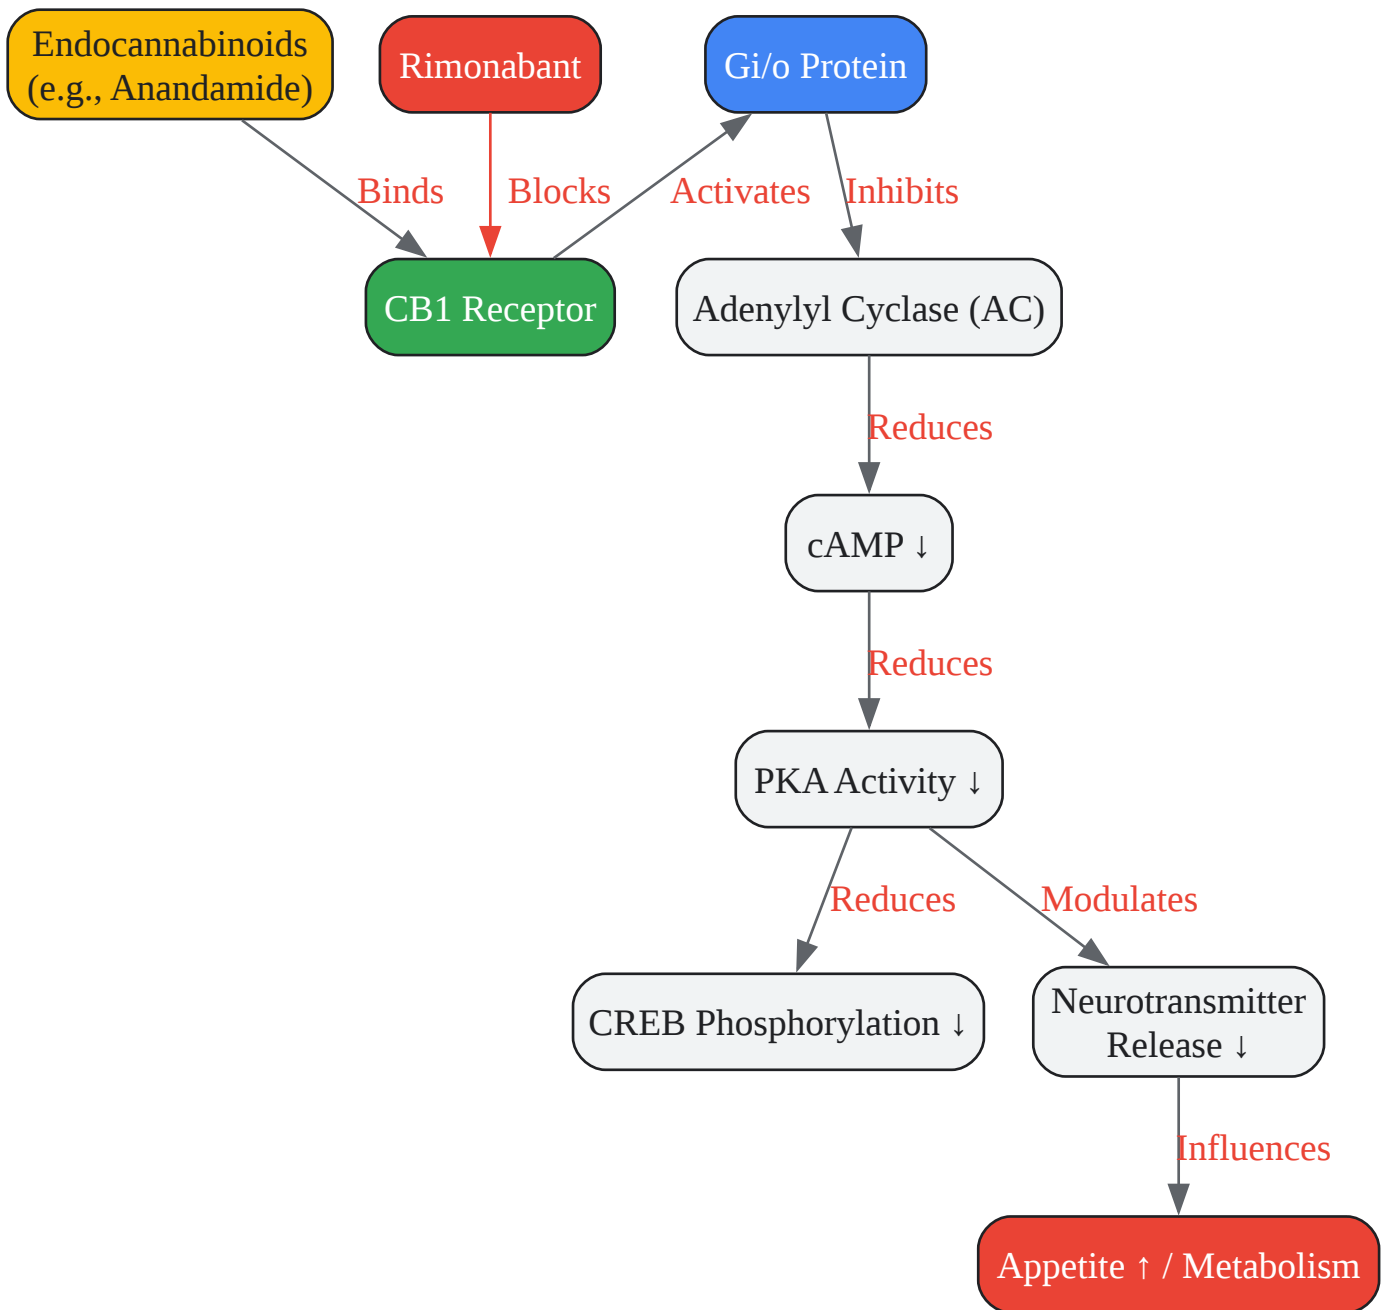 Endocannabinoids
(e.g., Anandamide)
Rimonabant
Gi/o Protein
Binds
Blocks
Activates
Inhibits
CB1 Receptor
Adenylyl Cyclase (AC)
Reduces
cAMP ↓
Reduces
PKA Activity ↓
Reduces
Modulates
CREB Phosphorylation ↓
Neurotransmitter
Release ↓
Influences
Appetite ↑ / Metabolism